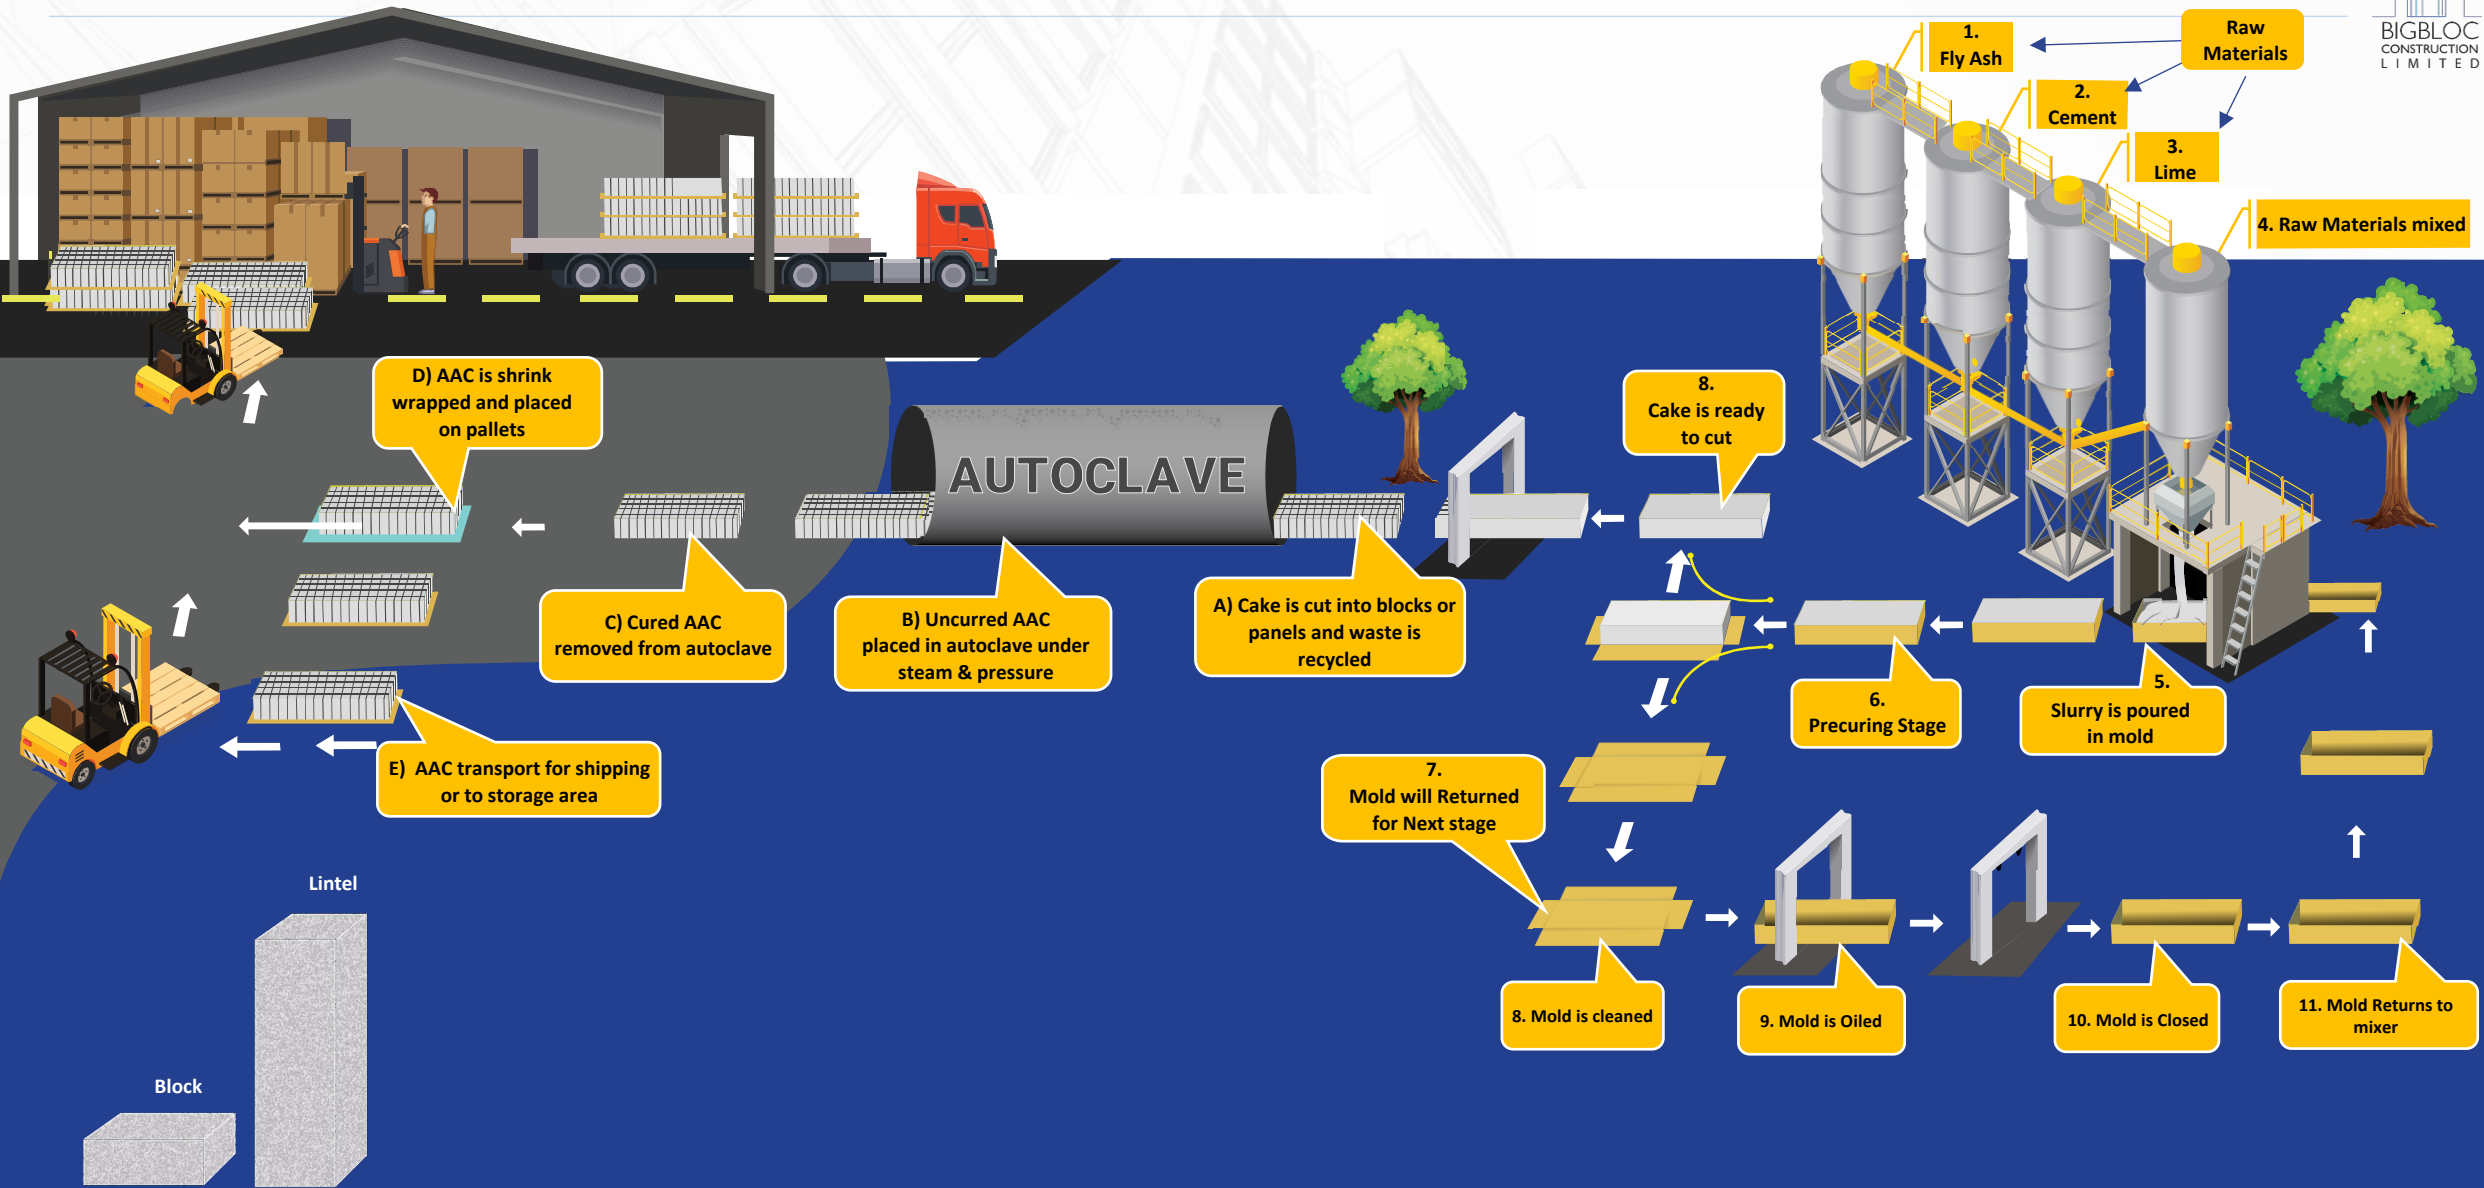 BIGBLOC
CONSTRUCTION
LIMITED
Raw
Materials
1.
Fly Ash
2.
Cement
3.
Lime
4. Raw Materials mixed
D) AAC is shrink
wrapped and placed
on pallets
8.
Cake is ready
to cut
AUTOCLAVE
C) Cured AAC
removed from autoclave
B) Uncurred AAC
placed in autoclave under
steam & pressure
A) Cake is cut into blocks or
panels and waste is
recycled
6.
Precuring Stage
5.
Slurry is poured
in mold
E) AAC transport for shipping
or to storage area
7.
Mold will Returned
for Next stage
8. Mold is cleaned
9. Mold is Oiled
10. Mold is Closed
11. Mold Returns to
mixer
Lintel
Block